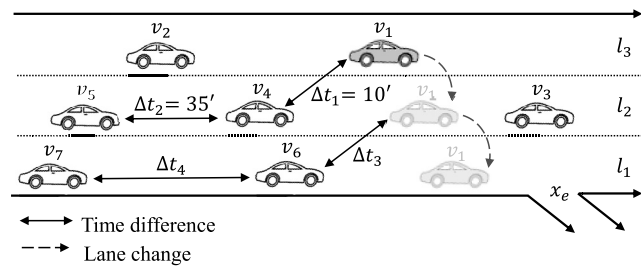 v₂ v₁ l₃
v₅ Δt₂= 35′ v₄ Δt₁= 10′ v₁ v₃ l₂
v₇ Δt₄ v₆ Δt₃ v₁ xₑ l₁
Time difference
Lane change